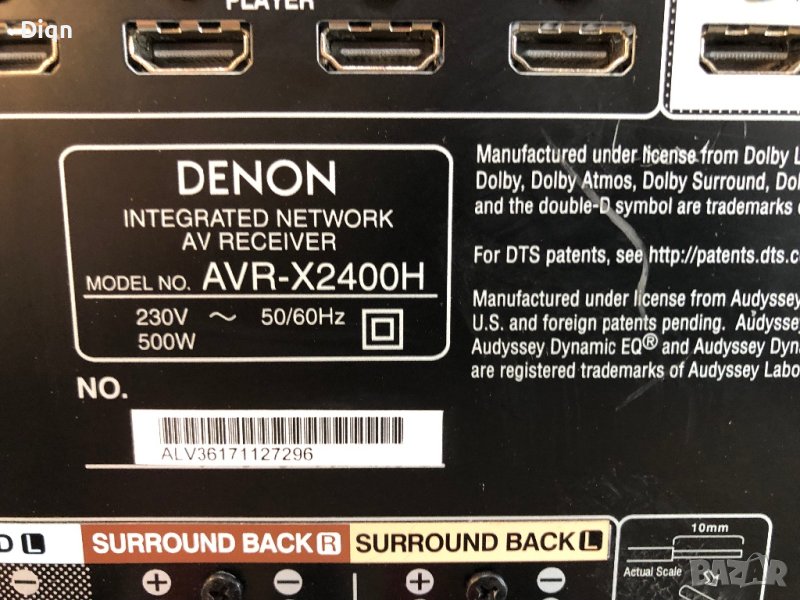 Dign
PLAYER
DENON
INTEGRATED NETWORK
AV RECEIVER
MODEL NO. AVR-X2400H
230V ~ 50/60Hz
500W
Manufactured under license from Dolby
Dolby, Dolby Atmos, Dolby Surround,
and the double-D symbol are trademarks
For DTS patents, see http://patents.dts.c
Manufactured under license from Audyssey
U.S. and foreign patents pending. Audysse
Audyssey Dynamic EQ® and Audyssey
are registered trademarks of Audyssey
NO.
ALV36171127296
D L
SURROUND BACK R
SURROUND BACK L
10mm
Actual Scale
BAZAR